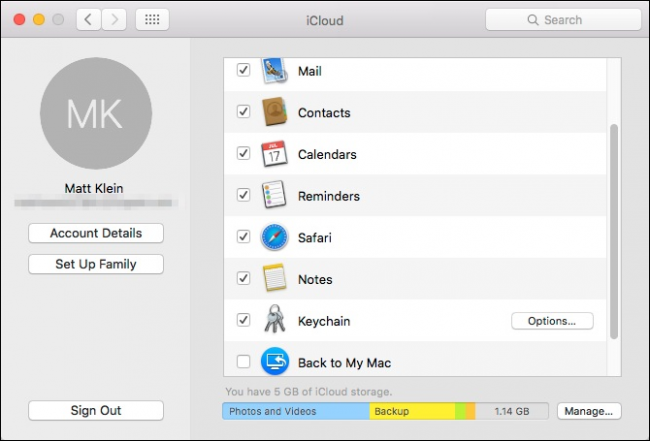 iCloud
Search
MK
Matt Klein
Account Details
Set Up Family
Sign Out
Mail
Contacts
JUL
17
Calendars
Reminders
Safari
Notes
Keychain
Options...
Back to My Mac
You have 5 GB of iCloud storage.
Photos and Videos Backup 1.14 GB
Manage...